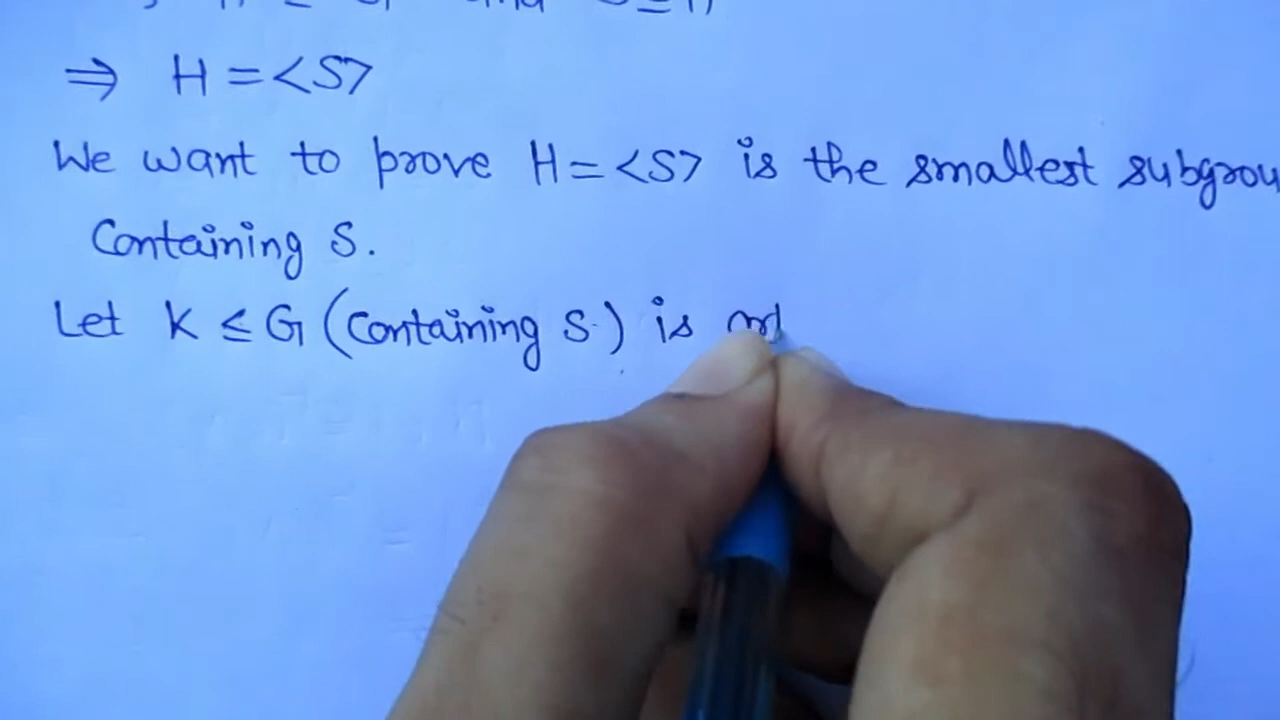 ⇒ H = <S>
We want to prove H = <S> is the smallest subgrou
Containing S.
Let K ≤ G (Containing S.) is